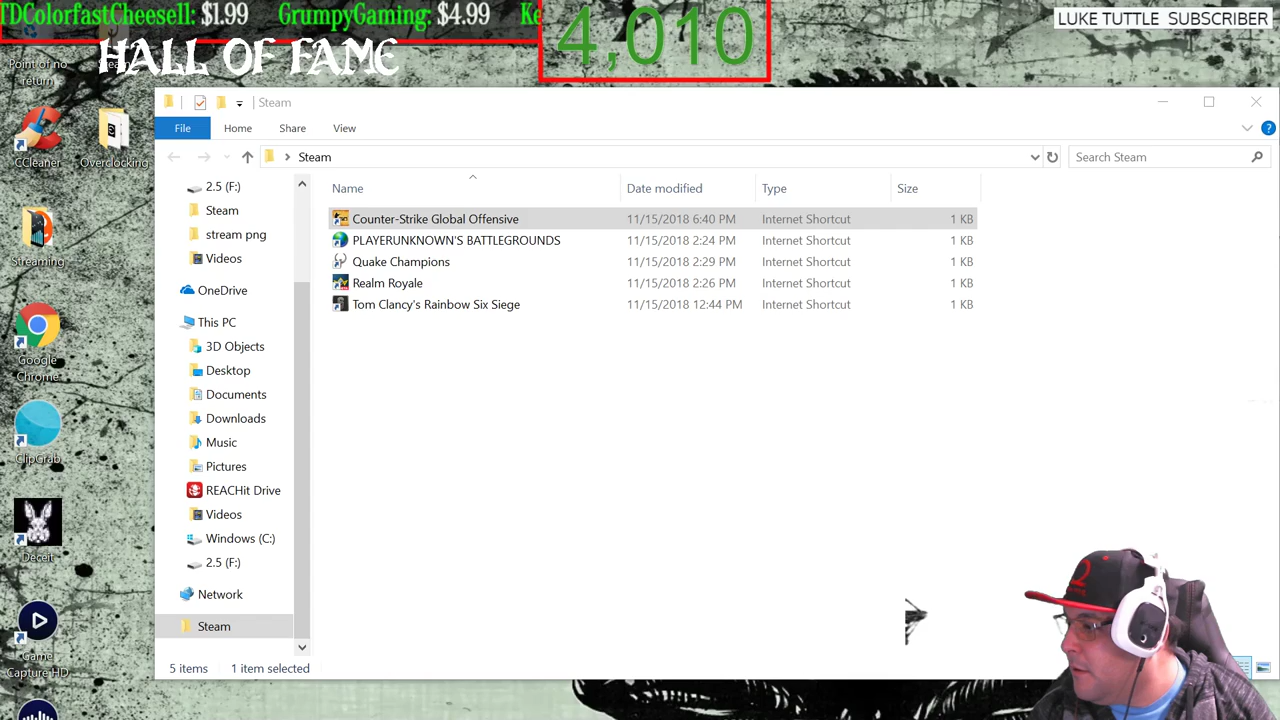 TDColorfastCheesell: $1.99 GrumpyGaming: $4.99 Ke
4,010
LUKE TUTTLE SUBSCRIBER
HALL OF FAME
Point of no return
CCleaner
Overclocking
Streaming
Google Chrome
ClipGrab
Deceit
Game Capture HD
Steam
File Home Share View
Steam
Search Steam
Name Date modified Type Size
Counter-Strike Global Offensive 11/15/2018 6:40 PM Internet Shortcut 1 KB
PLAYERUNKNOWN'S BATTLEGROUNDS 11/15/2018 2:24 PM Internet Shortcut 1 KB
Quake Champions 11/15/2018 2:29 PM Internet Shortcut 1 KB
Realm Royale 11/15/2018 2:26 PM Internet Shortcut 1 KB
Tom Clancy's Rainbow Six Siege 11/15/2018 12:44 PM Internet Shortcut 1 KB
2.5 (F:)
Steam
stream png
Videos
OneDrive
This PC
3D Objects
Desktop
Documents
Downloads
Music
Pictures
REACHit Drive
Videos
Windows (C:)
2.5 (F:)
Network
Steam
5 items 1 item selected